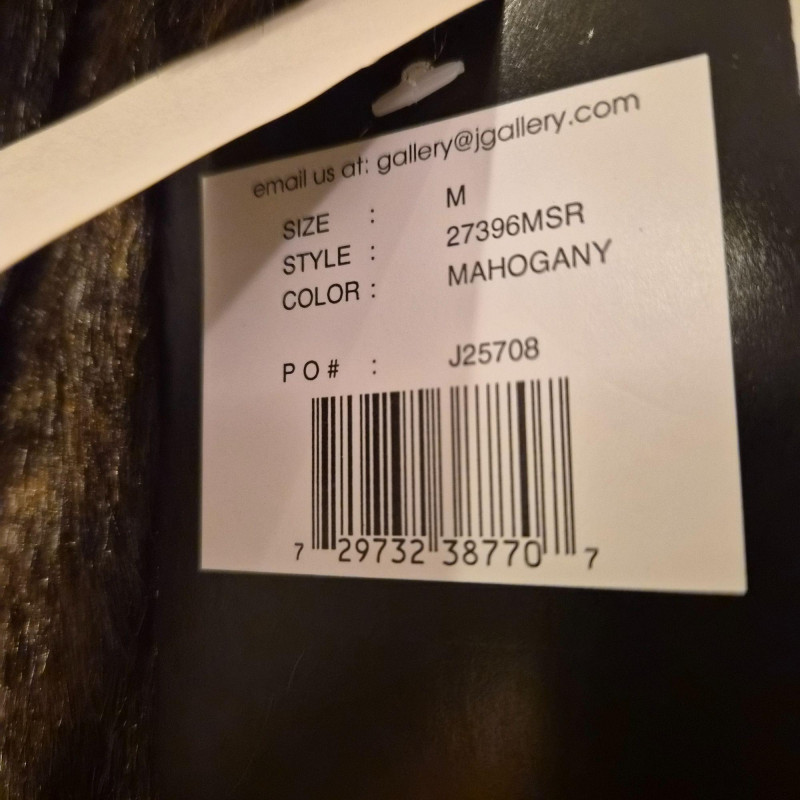 email us at: gallery@jgallery.com
SIZE : M
STYLE : 27396MSR
COLOR : MAHOGANY
PO# : J25708
7 29732 38770 7